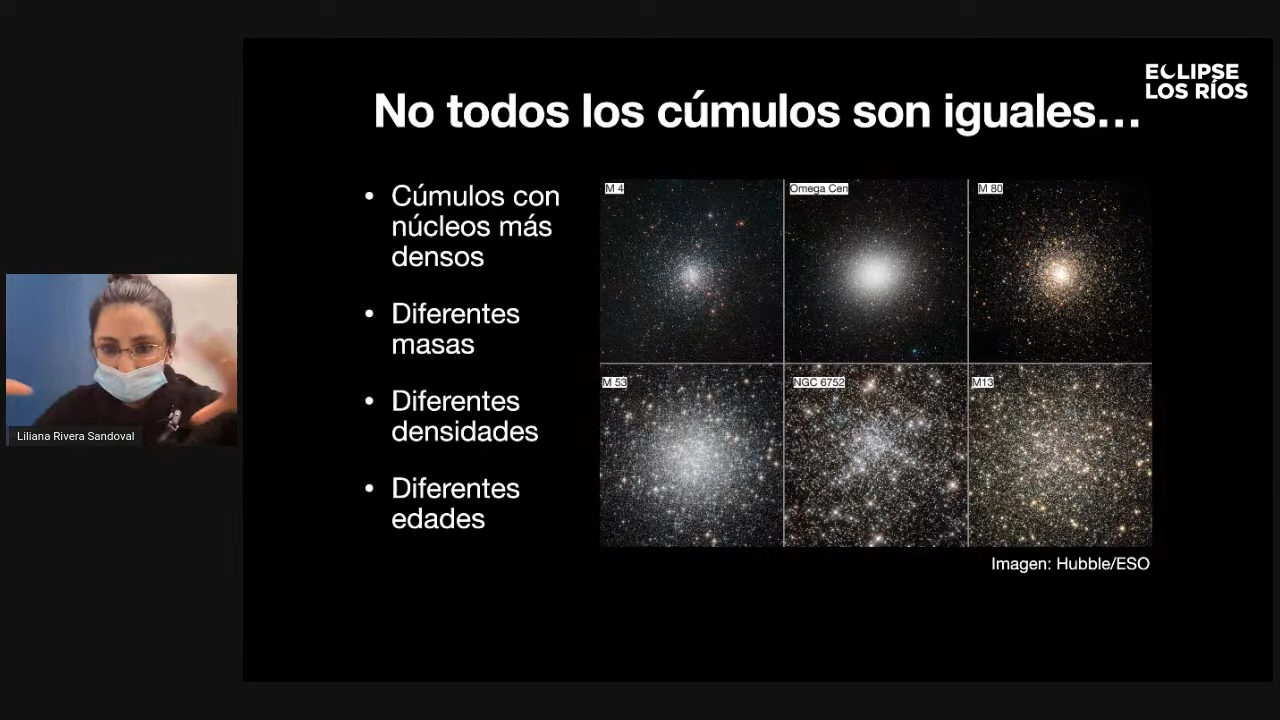 ECLIPSE
LOS RÍOS
No todos los cúmulos son iguales...
• Cúmulos con
núcleos más
densos
• Diferentes
masas
• Diferentes
densidades
• Diferentes
edades
M 4
Omega Cen
M 80
M 53
NGC 6752
M13
Imagen: Hubble/ESO
Liliana Rivera Sandoval